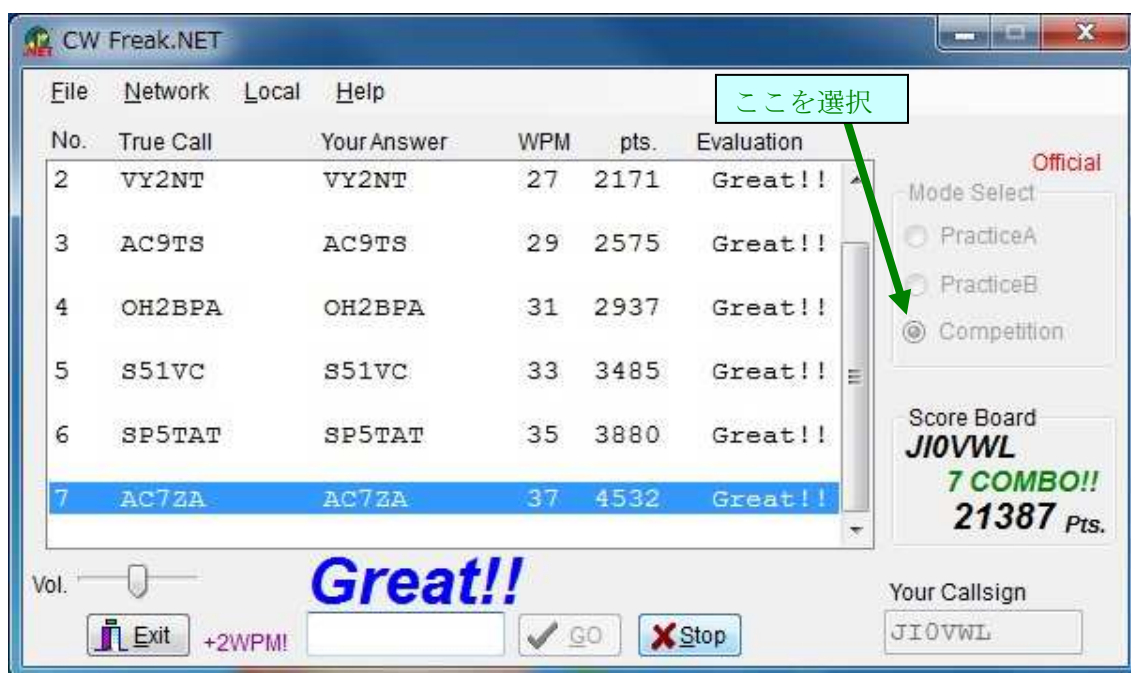 CW Freak.NET
File Network Local Help
ここを選択
No. True Call Your Answer WPM pts. Evaluation
Official
2 VY2NT VY2NT 27 2171 Great!!
Mode Select
3 AC9TS AC9TS 29 2575 Great!!
PracticeA
PracticeB
4 OH2BPA OH2BPA 31 2937 Great!!
Competition
5 S51VC S51VC 33 3485 Great!!
6 SP5TAT SP5TAT 35 3880 Great!!
Score Board
JI0VWL
7 AC7ZA AC7ZA 37 4532 Great!!
7 COMBO!!
21387 Pts.
Vol.
Great!!
Your Callsign
Exit +2WPM! GO Stop
JI0VWL